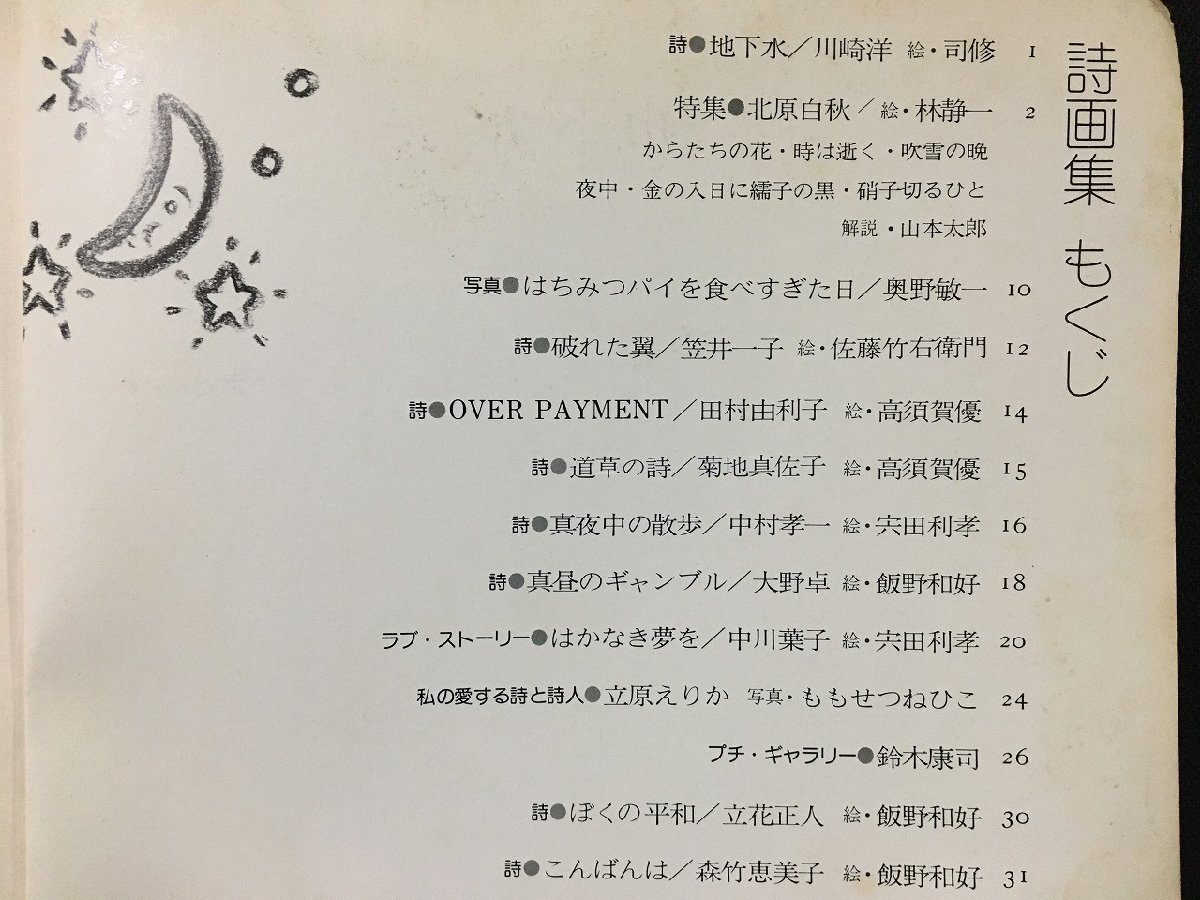 詩画集 もくじ
詩●地下水／川崎洋 絵・司修 1
特集●北原白秋／絵・林静一 2
からたちの花・時は逝く・吹雪の晩
夜中・金の入日に繻子の黒・硝子切るひと
解説・山本太郎
写真●はちみつパイを食べすぎた日／奥野敏一 10
詩●破れた翼／笠井一子 絵・佐藤竹右衛門 12
詩●OVER PAYMENT／田村由利子 絵・高須賀優 14
詩●道草の詩／菊地真佐子 絵・高須賀優 15
詩●真夜中の散歩／中村孝一 絵・宍田利孝 16
詩●真昼のギャンブル／大野卓 絵・飯野和好 18
ラブ・ストーリー●はかなき夢を／中川葉子 絵・宍田利孝 20
私の愛する詩と詩人●立原えりか 写真・ももせつねひこ 24
プチ・ギャラリー●鈴木康司 26
詩●ぼくの平和／立花正人 絵・飯野和好 30
詩●こんばんは／森竹恵美子 絵・飯野和好 31